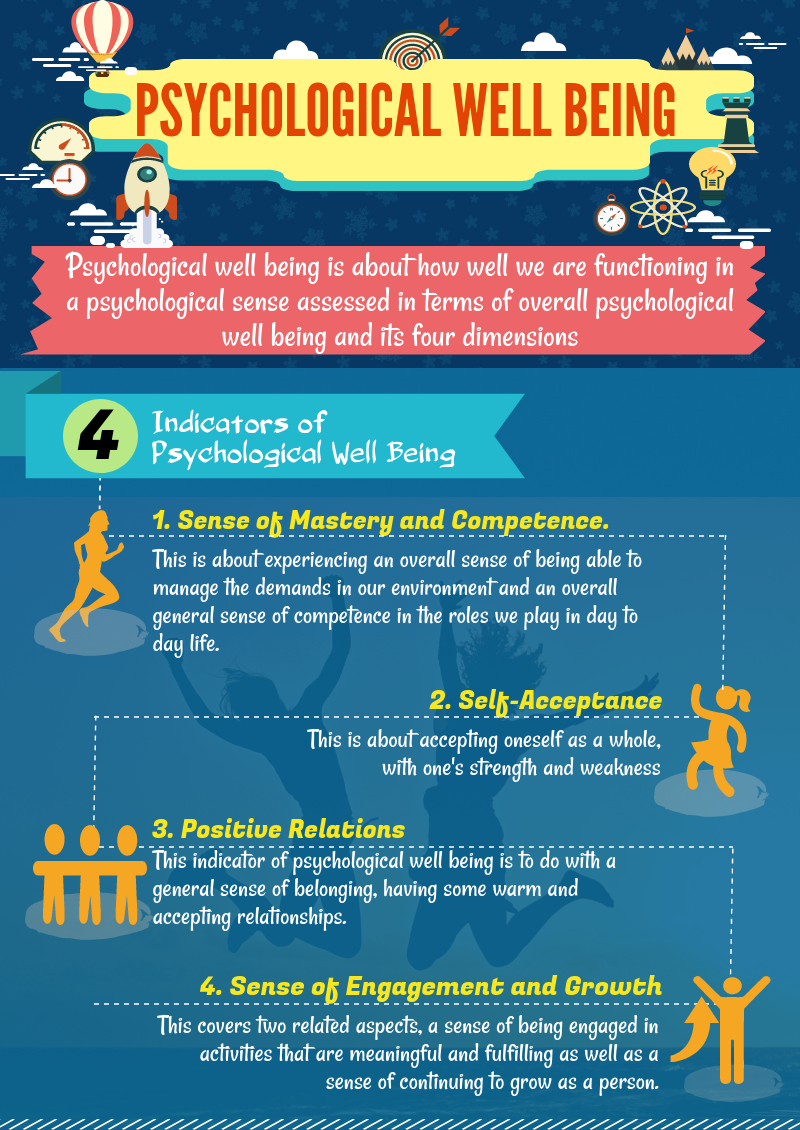 PSYCHOLOGICAL WELL BEING
Psychological well being is about how well we are functioning in
a psychological sense assessed in terms of overall psychological
well being and its four dimensions
4
Indicators of
Psychological Well Being
1. Sense of Mastery and Competence.
This is about experiencing an overall sense of being able to
manage the demands in our environment and an overall
general sense of competence in the roles we play in day to
day life.
2. Self-Acceptance
This is about accepting oneself as a whole,
with one's strength and weakness
3. Positive Relations
This indicator of psychological well being is to do with a
general sense of belonging, having some warm and
accepting relationships.
4. Sense of Engagement and Growth
This covers two related aspects, a sense of being engaged in
activities that are meaningful and fulfilling as well as a
sense of continuing to grow as a person.